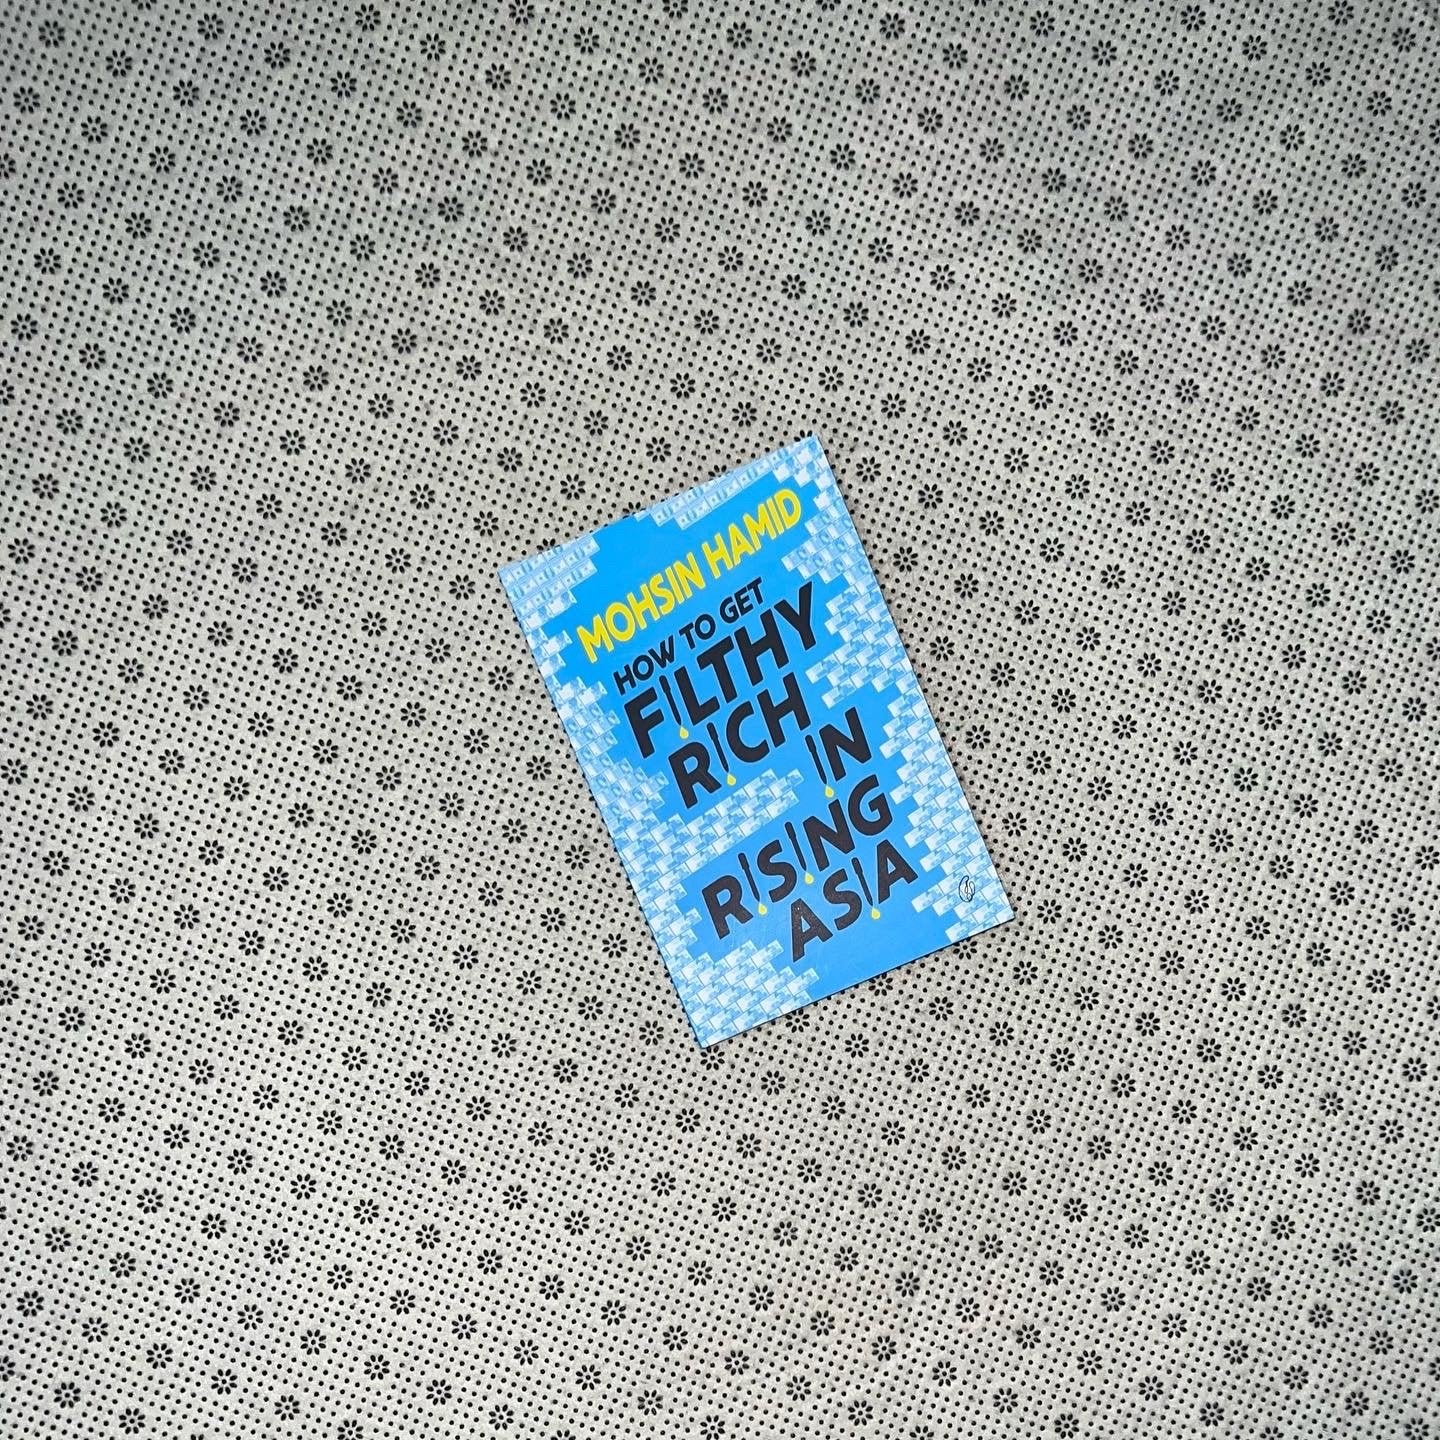 MOHSIN HAMID
HOW TO GET
FILTHY
RICH
IN
RISING
ASIA